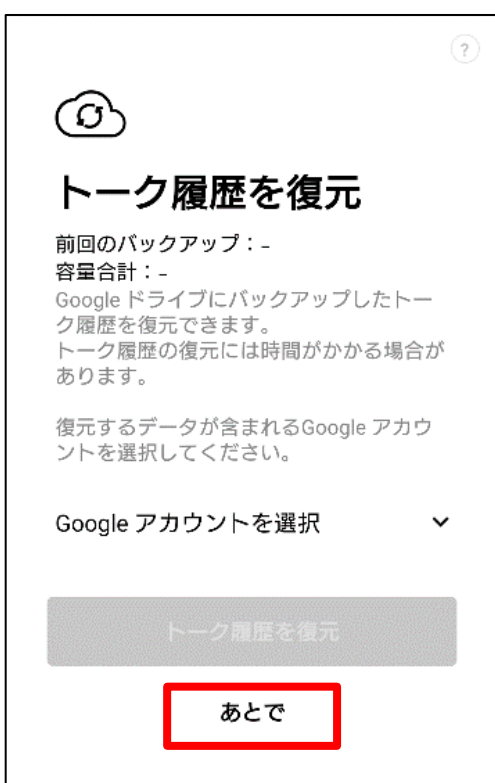 ?
トーク履歴を復元
前回のバックアップ：-
容量合計：-
Google ドライブにバックアップしたトー
ク履歴を復元できます。
トーク履歴の復元には時間がかかる場合が
あります。
復元するデータが含まれるGoogle アカウ
ントを選択してください。
Google アカウントを選択
トーク履歴を復元
あとで